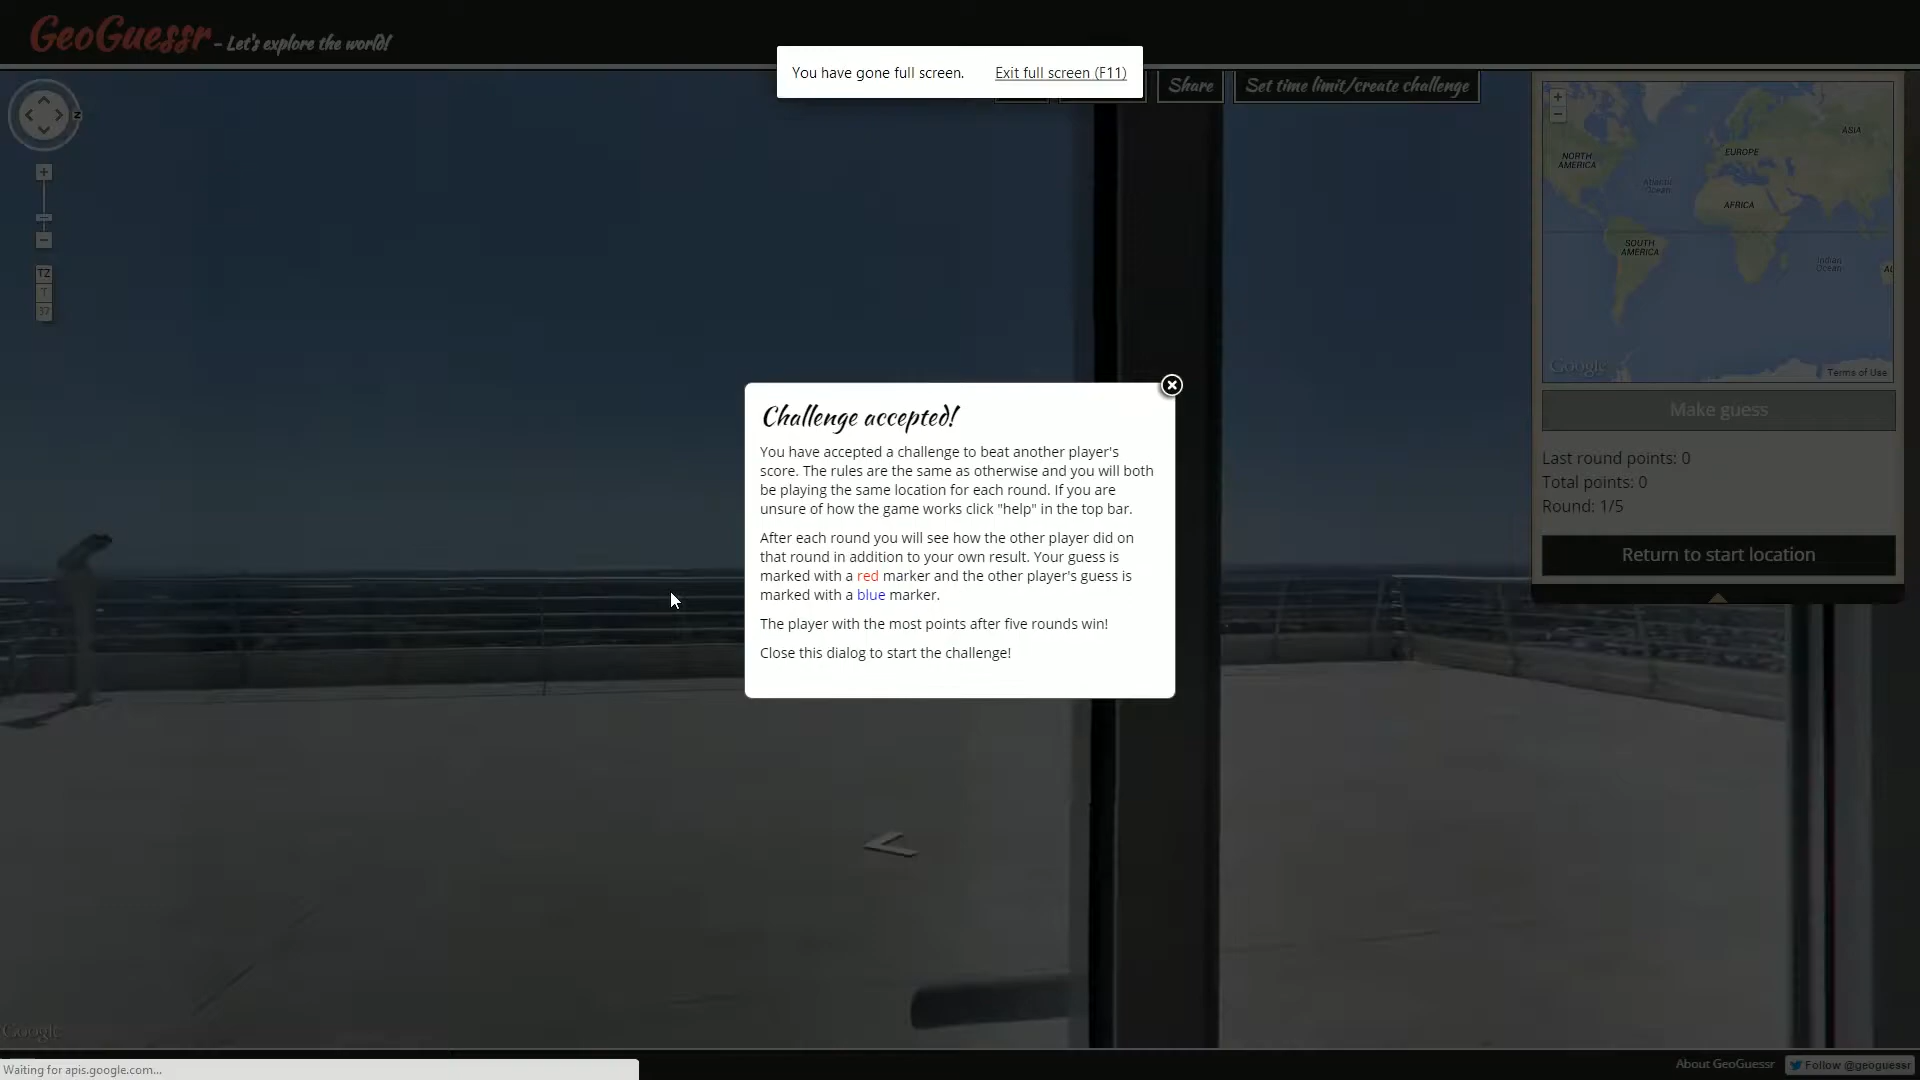 GeoGuessr - Let's explore the world!
You have gone full screen. Exit full screen (F11)
Share
Set time limit/create challenge
z
+
−
TZ
T
37
+
−
NORTH
AMERICA
EUROPE
ASIA
Atlantic
Ocean
AFRICA
SOUTH
AMERICA
Indian
Ocean
AU
Google
Terms of Use
Make guess
Last round points: 0
Total points: 0
Round: 1/5
Return to start location
Challenge accepted!
You have accepted a challenge to beat another player's
score. The rules are the same as otherwise and you will both
be playing the same location for each round. If you are
unsure of how the game works click "help" in the top bar.
After each round you will see how the other player did on
that round in addition to your own result. Your guess is
marked with a red marker and the other player's guess is
marked with a blue marker.
The player with the most points after five rounds win!
Close this dialog to start the challenge!
Google
Waiting for apis.google.com...
About GeoGuessr
Follow @geoguessr